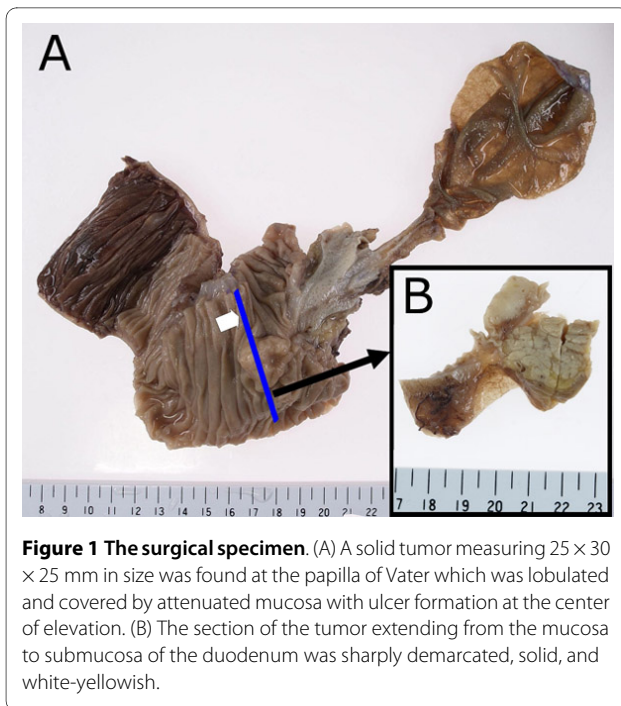 A
B
8 9 10 11 12 13 14 15 16 17 18 19 20 21 22
17 18 19 20 21 22 23
Figure 1 The surgical specimen. (A) A solid tumor measuring 25 × 30
× 25 mm in size was found at the papilla of Vater which was lobulated
and covered by attenuated mucosa with ulcer formation at the center
of elevation. (B) The section of the tumor extending from the mucosa
to submucosa of the duodenum was sharply demarcated, solid, and
white-yellowish.